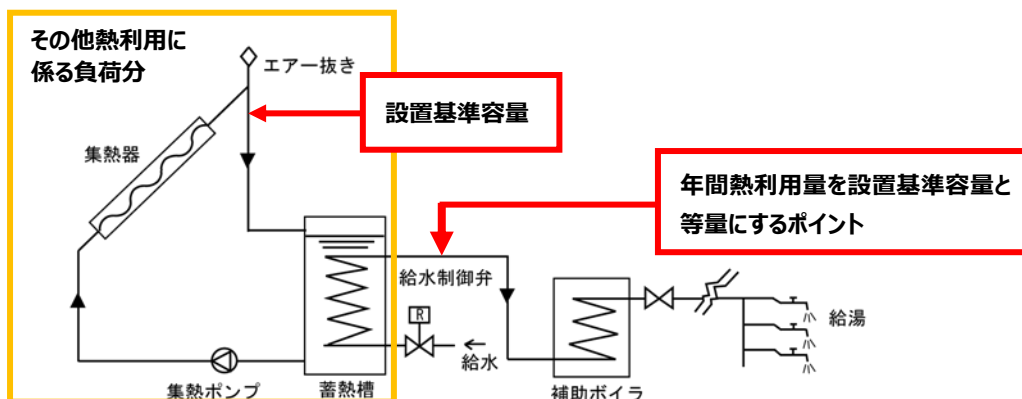 その他熱利用に
係る負荷分
エアー抜き
設置基準容量
集熱器
年間熱利用量を設置基準容量と
等量にするポイント
給水制御弁
R
給水
給湯
集熱ポンプ
蓄熱槽
補助ボイラ